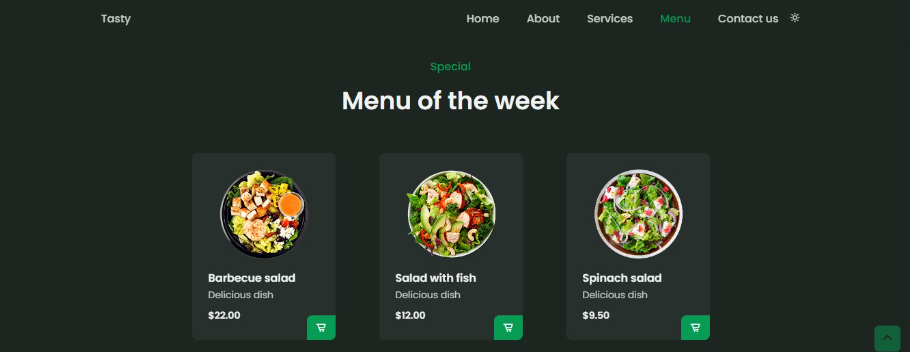 Tasty
Home About Services Menu Contact us
Special
Menu of the week
Barbecue salad
Delicious dish
$22.00
Salad with fish
Delicious dish
$12.00
Spinach salad
Delicious dish
$9.50